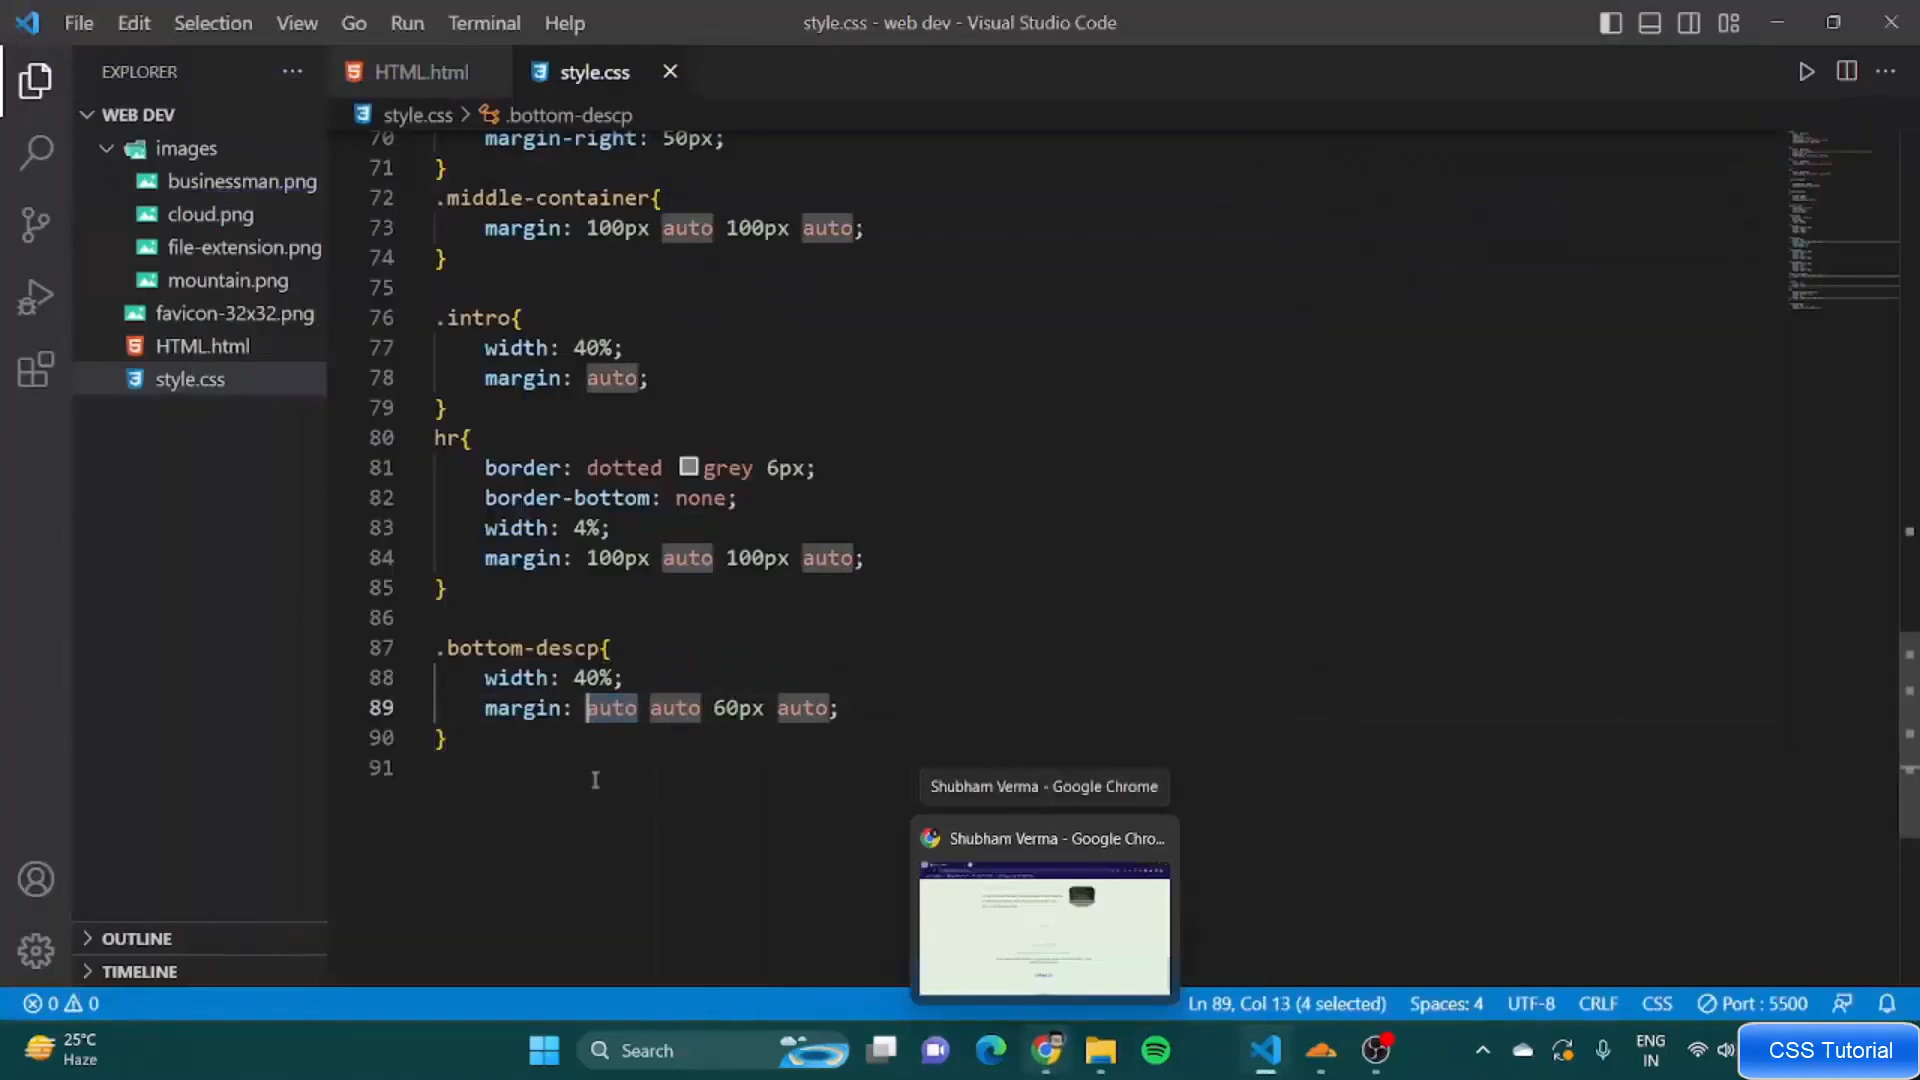 File Edit Selection View Go Run Terminal Help
style.css - web dev - Visual Studio Code
EXPLORER
WEB DEV
images
businessman.png
cloud.png
file-extension.png
mountain.png
favicon-32x32.png
HTML.html
style.css
OUTLINE
TIMELINE
HTML.html style.css
style.css > .bottom-descp
70 margin-right: 50px;
71 }
72 .middle-container{
73 margin: 100px auto 100px auto;
74 }
75
76 .intro{
77 width: 40%;
78 margin: auto;
79 }
80 hr{
81 border: dotted grey 6px;
82 border-bottom: none;
83 width: 4%;
84 margin: 100px auto 100px auto;
85 }
86
87 .bottom-descp{
88 width: 40%;
89 margin: auto auto 60px auto;
90 }
91
Shubham Verma - Google Chrome
Shubham Verma - Google Chro...
0 0 Ln 89, Col 13 (4 selected) Spaces: 4 UTF-8 CRLF CSS Port : 5500
25°C
Haze
Search
ENG
IN
CSS Tutorial